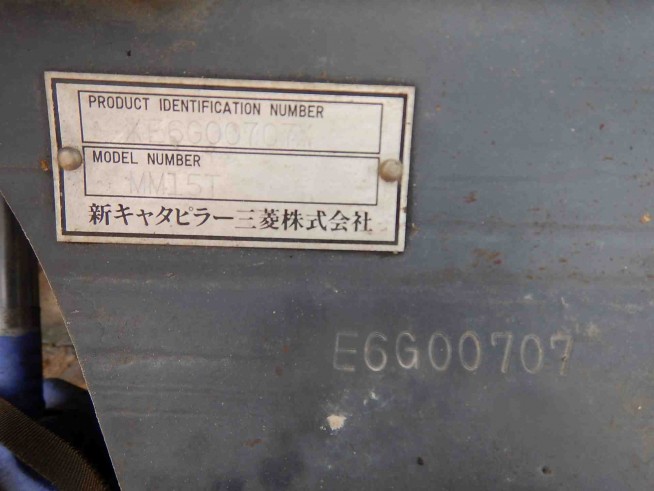 PRODUCT IDENTIFICATION NUMBER
*E6G00707*
MODEL NUMBER
MM15T
新キャタピラー三菱株式会社
E6G00707